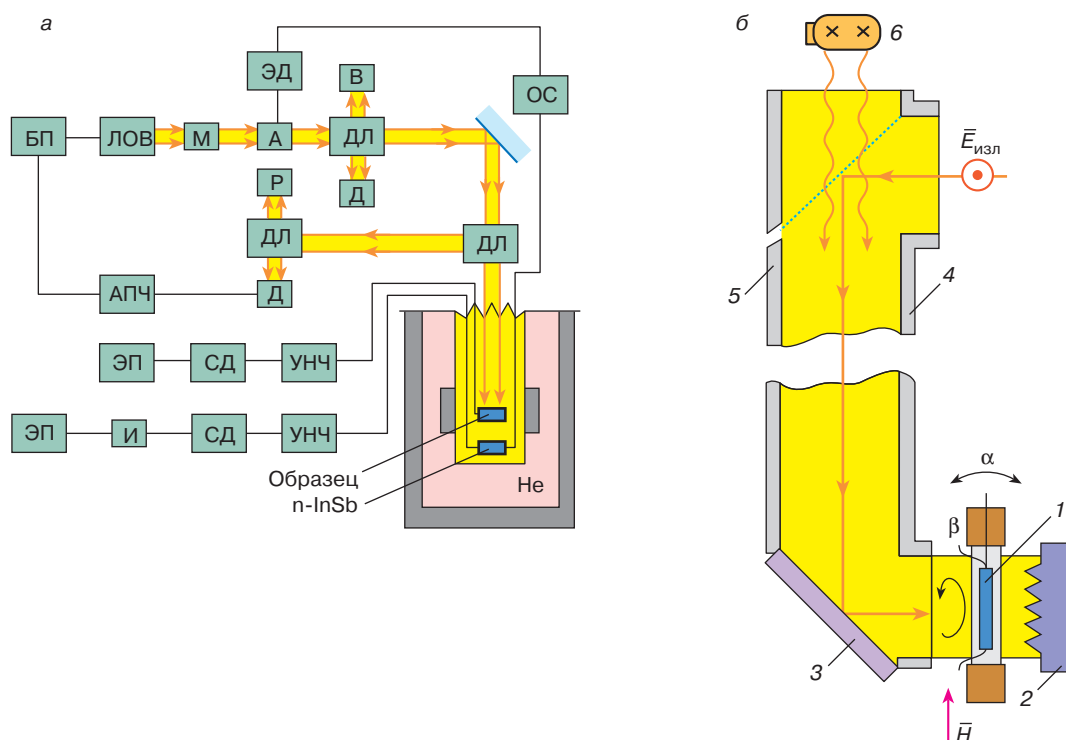 а
ЭД
В
ОС
БП
ЛОВ
М
А
ДЛ
Р
Д
ДЛ
ДЛ
АПЧ
Д
ЭП
СД
УНЧ
ЭП
И
СД
УНЧ
Образец
n-InSb
He
б
6
E̅изл
5
4
α
β
1
3
2
H̅